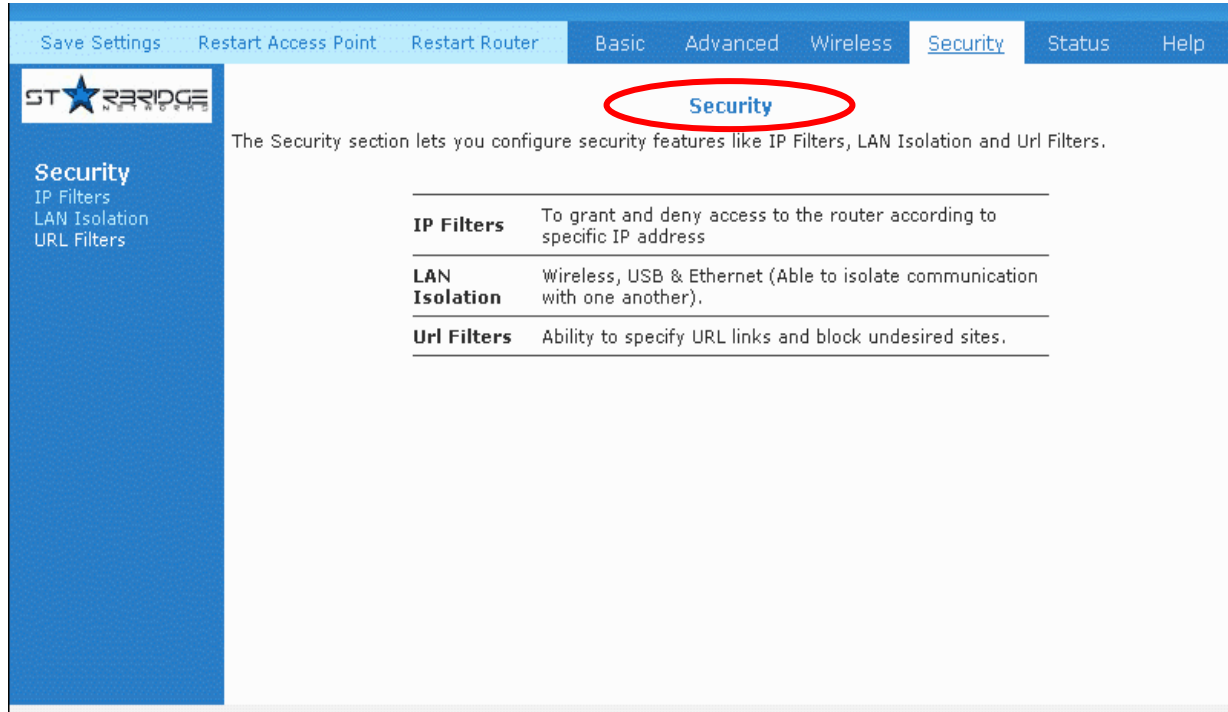 Save Settings Restart Access Point Restart Router Basic Advanced Wireless Security Status Help
ST★RBRIDGE
NETWORKS
Security
IP Filters
LAN Isolation
URL Filters
Security
The Security section lets you configure security features like IP Filters, LAN Isolation and Url Filters.
IP Filters To grant and deny access to the router according to
specific IP address
LAN Wireless, USB & Ethernet (Able to isolate communication
Isolation with one another).
Url Filters Ability to specify URL links and block undesired sites.